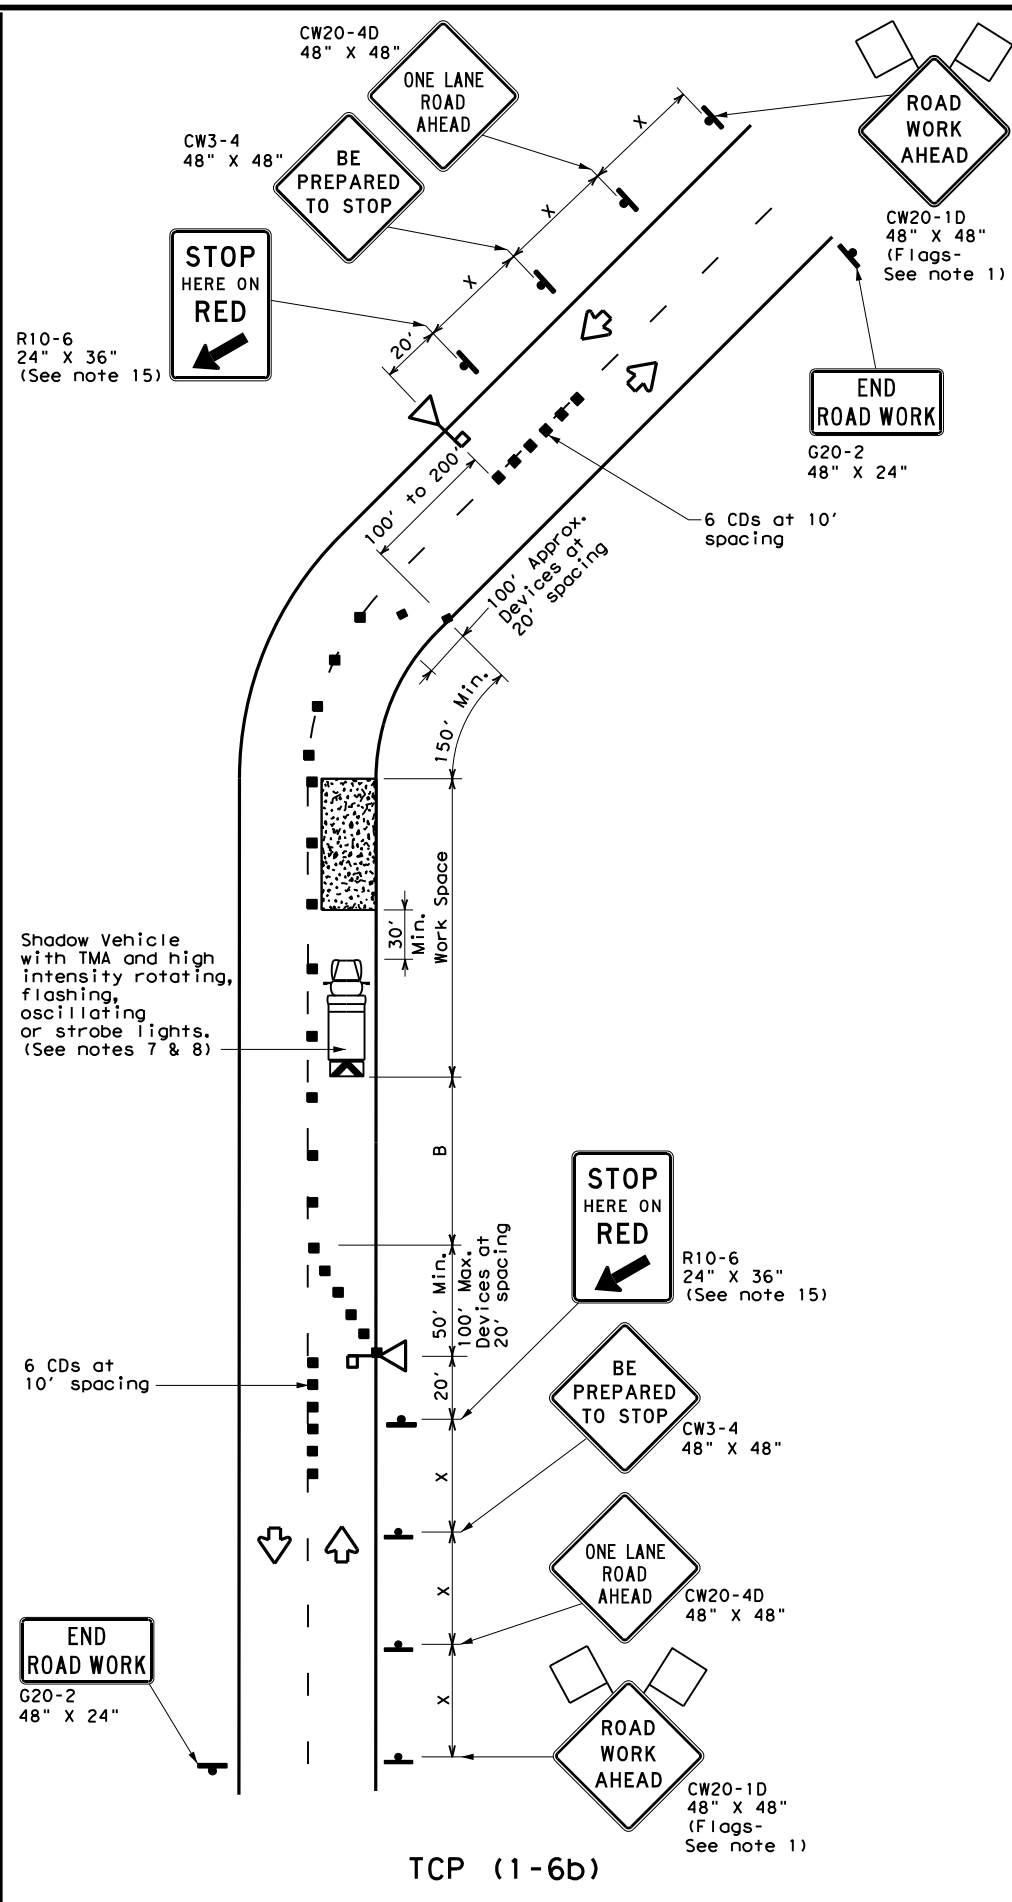 CW20-4D
48" X 48"
ONE LANE
ROAD
AHEAD
ROAD
WORK
AHEAD
CW20-1D
48" X 48"
(Flags-
See note 1)
CW3-4
48" X 48"
BE
PREPARED
TO STOP
X
X
X
20'
STOP
HERE ON
RED
R10-6
24" X 36"
(See note 15)
END
ROAD WORK
G20-2
48" X 24"
100' to 200'
6 CDs at 10'
spacing
100' Approx.
Devices at
20' spacing
150' Min.
Work Space
30'
Min.
Shadow Vehicle
with TMA and high
intensity rotating,
flashing,
oscillating
or strobe lights.
(See notes 7 & 8)
B
50' Min.
100' Max.
Devices at
20' spacing
STOP
HERE ON
RED
R10-6
24" X 36"
(See note 15)
6 CDs at
10' spacing
20'
BE
PREPARED
TO STOP
CW3-4
48" X 48"
X
X
ONE LANE
ROAD
AHEAD
CW20-4D
48" X 48"
X
END
ROAD WORK
G20-2
48" X 24"
ROAD
WORK
AHEAD
CW20-1D
48" X 48"
(Flags-
See note 1)
TCP (1-6b)